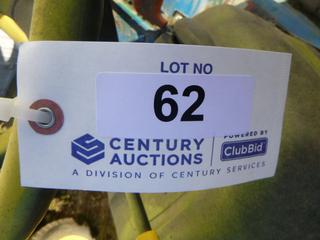 LOT NO
62
CENTURY
AUCTIONS
POWERED BY
ClubBid
A DIVISION OF CENTURY SERVICES